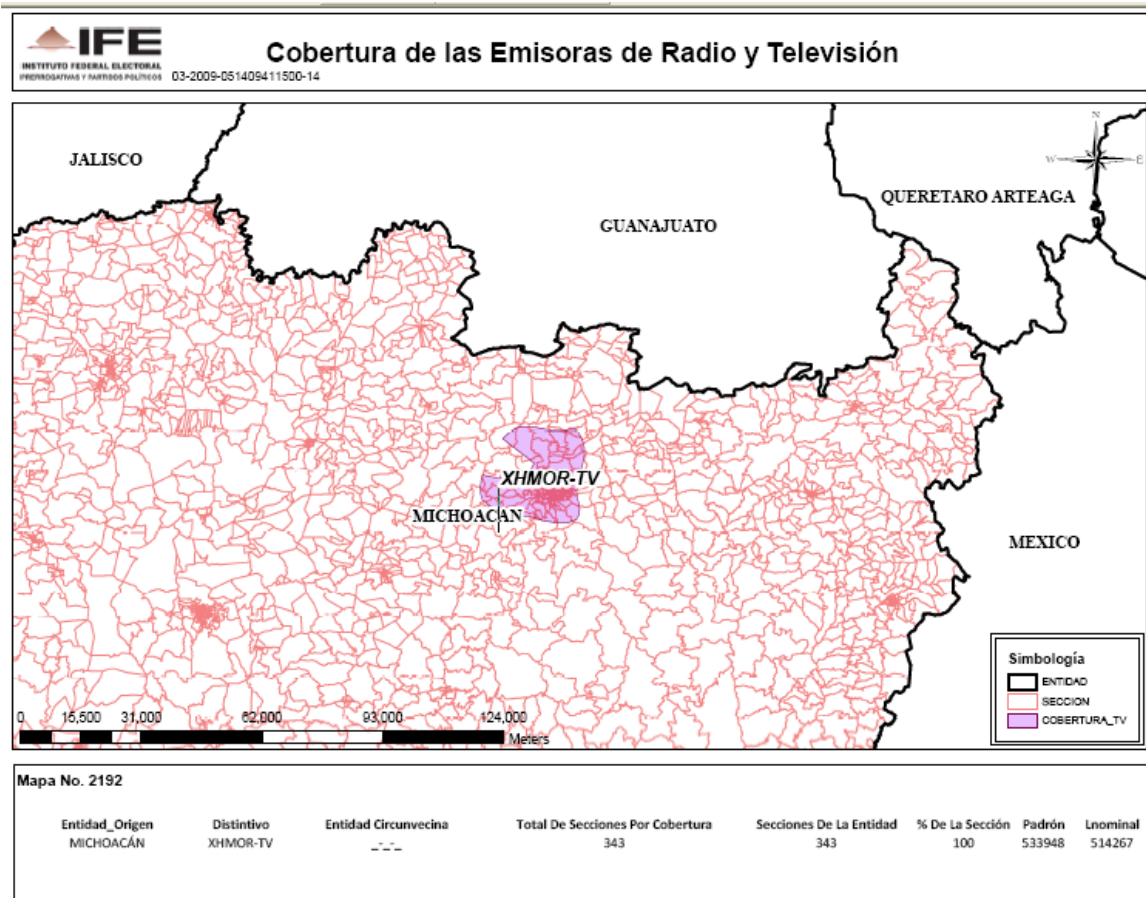 IFE
INSTITUTO FEDERAL ELECTORAL
PRERROGATIVAS Y PARTIDOS POLÍTICOS
03-2009-051409411500-14
Cobertura de las Emisoras de Radio y Televisión
N
W
E
S
JALISCO
QUERETARO ARTEAGA
GUANAJUATO
XHMOR-TV
MICHOACAN
MEXICO
Simbología
ENTIDAD
SECCION
COBERTURA_TV
0 15,500 31,000 62,000 93,000 124,000
Meters
Mapa No. 2192
Entidad_Origen Distintivo Entidad Circunvecina Total De Secciones Por Cobertura Secciones De La Entidad % De La Sección Padrón Lnominal
MICHOACÁN XHMOR-TV _-_-_ 343 343 100 533948 514267